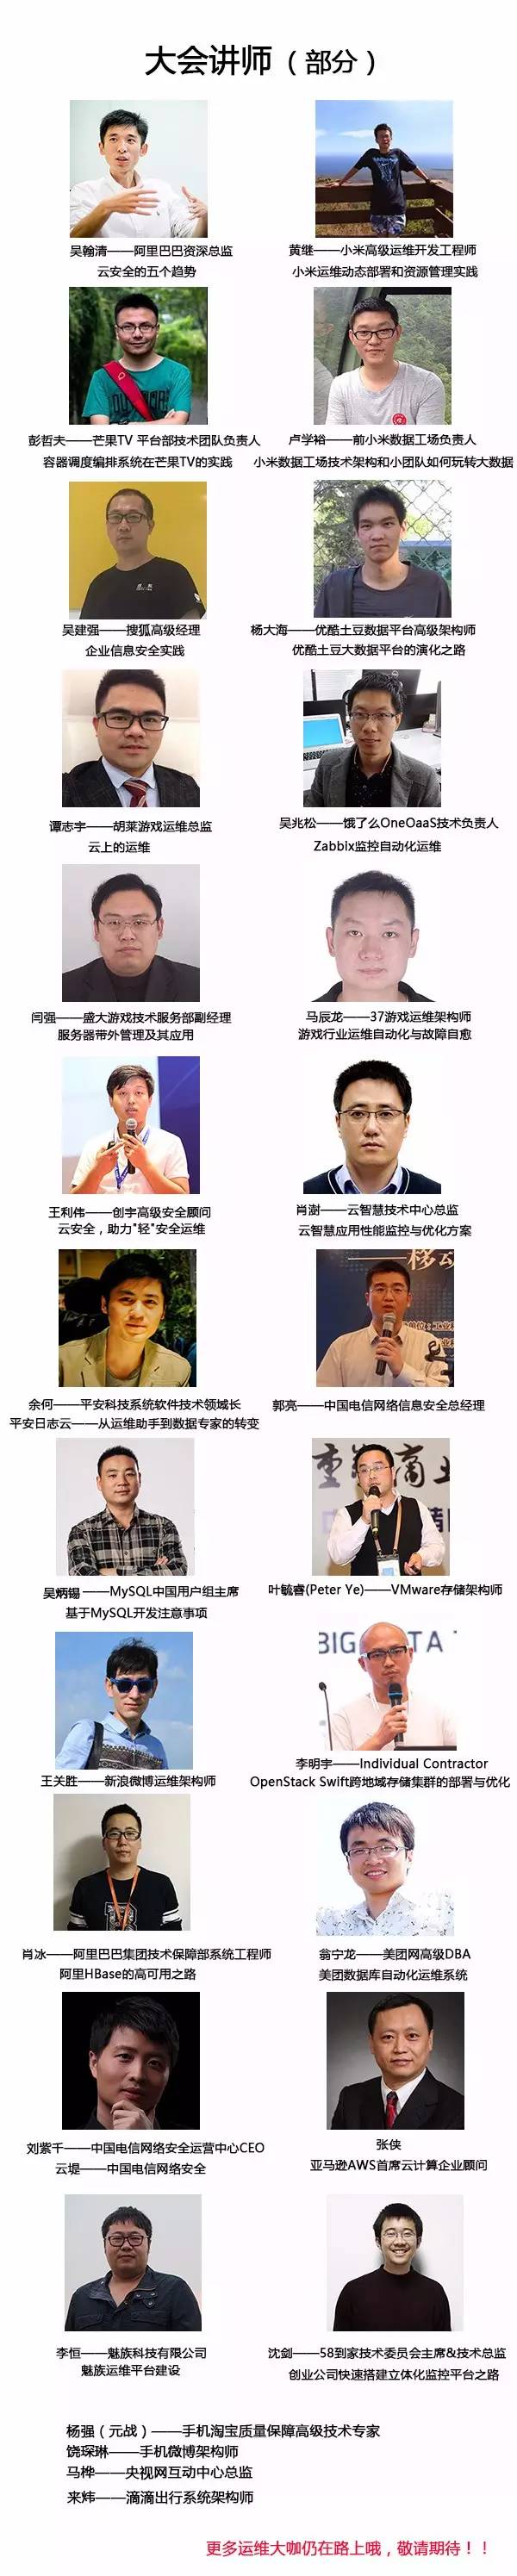 大会讲师（部分）
吴翰清——阿里巴巴资深总监
云安全的五个趋势
黄继——小米高级运维开发工程师
小米运维动态部署和资源管理实践
彭哲夫——芒果TV 平台部技术团队负责人
容器调度编排系统在芒果TV的实践
卢学裕——前小米数据工场负责人
小米数据工场技术架构和小团队如何玩转大数据
吴建强——搜狐高级经理
企业信息安全实践
杨大海——优酷土豆数据平台高级架构师
优酷土豆大数据平台的演化之路
谭志宇——胡莱游戏运维总监
云上的运维
吴兆松——饿了么OneOaaS技术负责人
Zabbix监控自动化运维
闫强——盛大游戏技术服务部副经理
服务器带外管理及其应用
马辰龙——37游戏运维架构师
游戏行业运维自动化与故障自愈
王利伟——创宇高级安全顾问
云安全，助力"轻"安全运维
肖澍——云智慧技术中心总监
云智慧应用性能监控与优化方案
余何——平安科技系统软件技术领域长
平安日志云——从运维助手到数据专家的转变
郭亮——中国电信网络信息安全总经理
吴炳锡——MySQL中国用户组主席
基于MySQL开发注意事项
叶毓睿(Peter Ye)——VMware存储架构师
BIG
TA
王关胜——新浪微博运维架构师
李明宇——Individual Contractor
OpenStack Swift跨地域存储集群的部署与优化
肖冰——阿里巴巴集团技术保障部系统工程师
阿里HBase的高可用之路
翁宁龙——美团网高级DBA
美团数据库自动化运维系统
刘紫千——中国电信网络安全运营中心CEO
云堤——中国电信网络安全
张侠
亚马逊AWS首席云计算企业顾问
李恒——魅族科技有限公司
魅族运维平台建设
沈剑——58到家技术委员会主席&技术总监
创业公司快速搭建立体化监控平台之路
杨强（元战）——手机淘宝质量保障高级技术专家
饶琛琳——手机微博架构师
马桦——央视网互动中心总监
来炜——滴滴出行系统架构师
更多运维大咖仍在路上哦，敬请期待！！